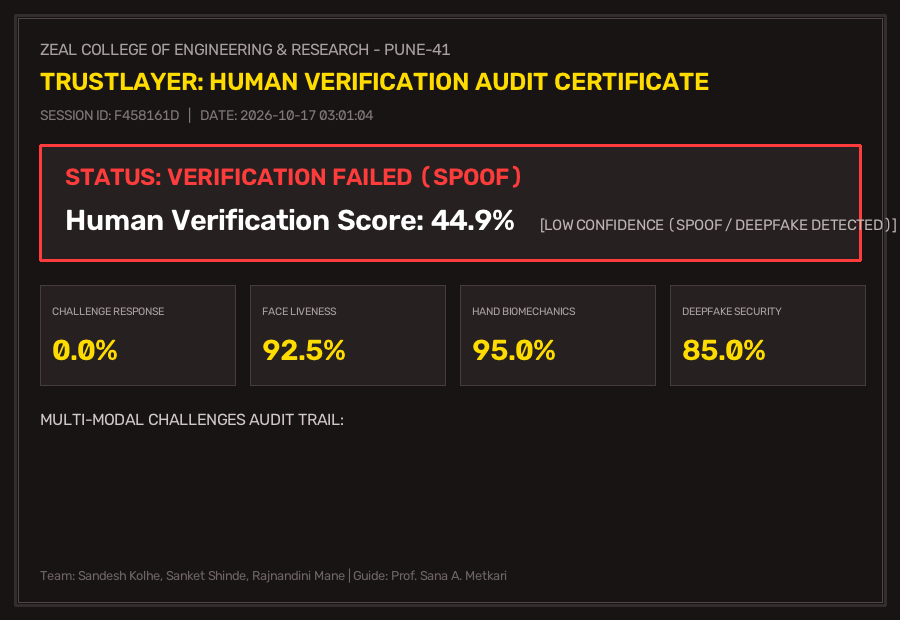 ZEAL COLLEGE OF ENGINEERING & RESEARCH - PUNE-41
TRUSTLAYER: HUMAN VERIFICATION AUDIT CERTIFICATE
SESSION ID: F458161D | DATE: 2026-10-17 03:01:04
STATUS: VERIFICATION FAILED (SPOOF)
Human Verification Score: 44.9% [LOW CONFIDENCE (SPOOF / DEEPFAKE DETECTED)]
CHALLENGE RESPONSE FACE LIVENESS HAND BIOMECHANICS DEEPFAKE SECURITY
0.0% 92.5% 95.0% 85.0%
MULTI-MODAL CHALLENGES AUDIT TRAIL:
Team: Sandesh Kolhe, Sanket Shinde, Rajnandini Mane | Guide: Prof. Sana A. Metkari